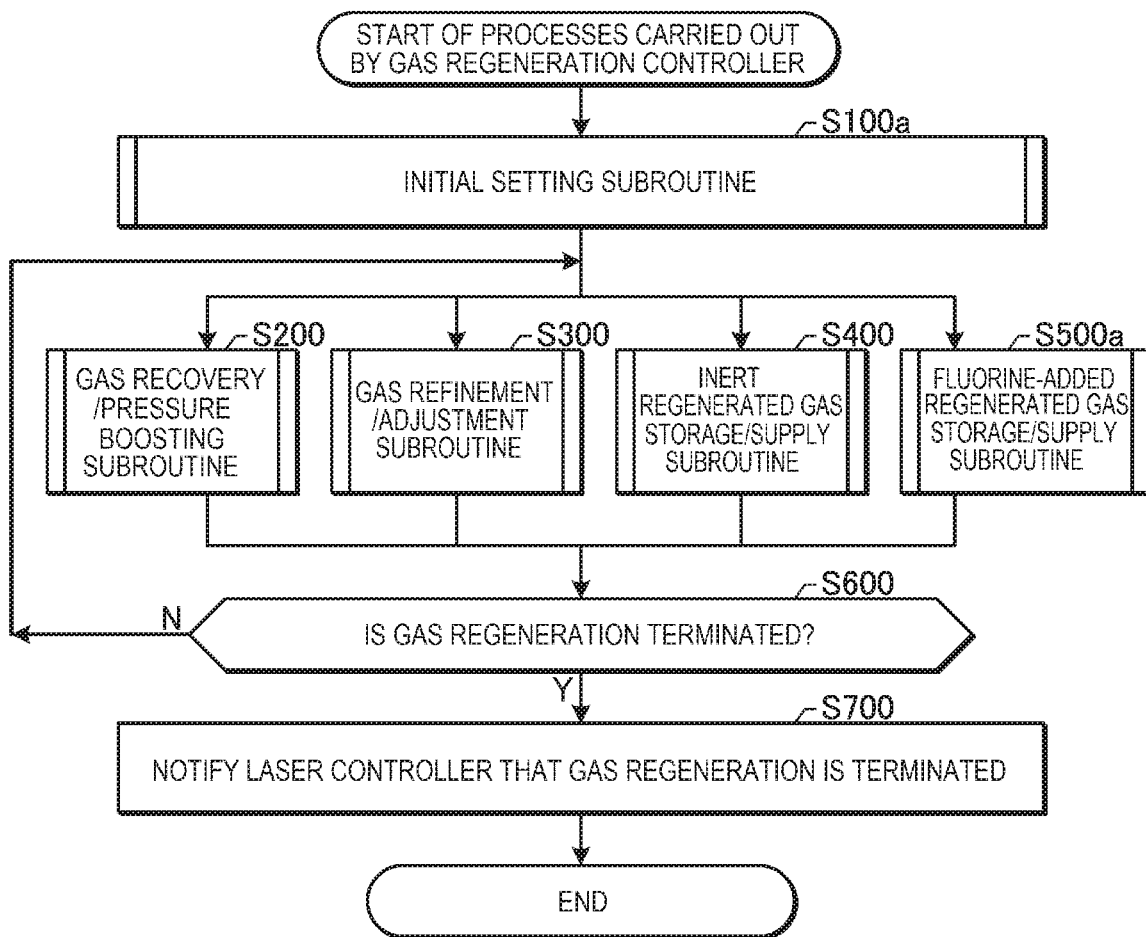 START OF PROCESSES CARRIED OUT
BY GAS REGENERATION CONTROLLER
S100a
INITIAL SETTING SUBROUTINE
S200
GAS RECOVERY
/PRESSURE
BOOSTING
SUBROUTINE
S300
GAS REFINEMENT
/ADJUSTMENT
SUBROUTINE
S400
INERT
REGENERATED GAS
STORAGE/SUPPLY
SUBROUTINE
S500a
FLUORINE-ADDED
REGENERATED GAS
STORAGE/SUPPLY
SUBROUTINE
S600
IS GAS REGENERATION TERMINATED?
N
Y
S700
NOTIFY LASER CONTROLLER THAT GAS REGENERATION IS TERMINATED
END